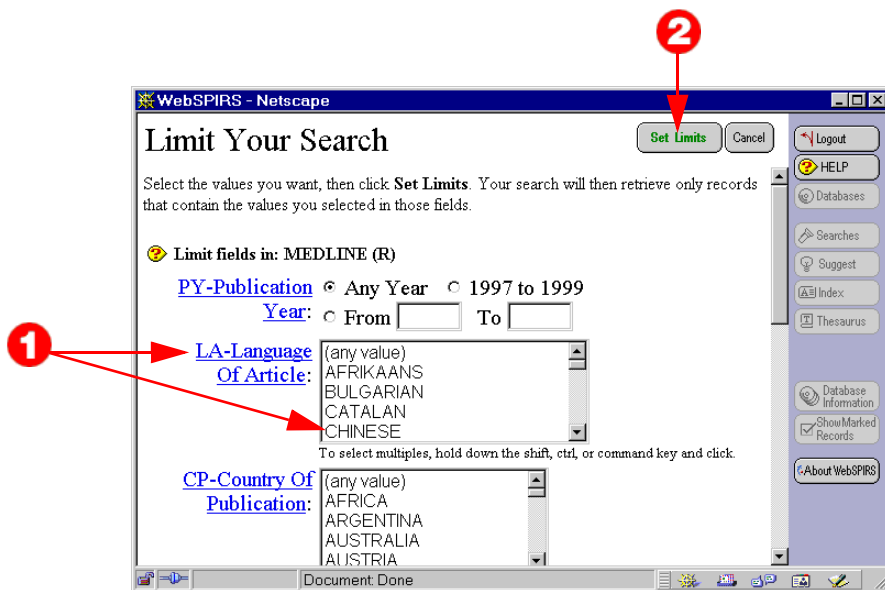 2
WebSPIRS - Netscape
Limit Your Search
Set Limits
Cancel
Select the values you want, then click Set Limits. Your search will then retrieve only records
that contain the values you selected in those fields.
Limit fields in: MEDLINE (R)
PY-Publication Year:
Any Year
1997 to 1999
From
To
1
LA-Language
Of Article:
(any value)
AFRIKAANS
BULGARIAN
CATALAN
CHINESE
To select multiples, hold down the shift, ctrl, or command key and click.
CP-Country Of
Publication:
(any value)
AFRICA
ARGENTINA
AUSTRALIA
AUSTRIA
Logout
? HELP
Databases
Searches
Suggest
Index
Thesaurus
Database
Information
Show Marked
Records
About WebSPIRS
Document: Done